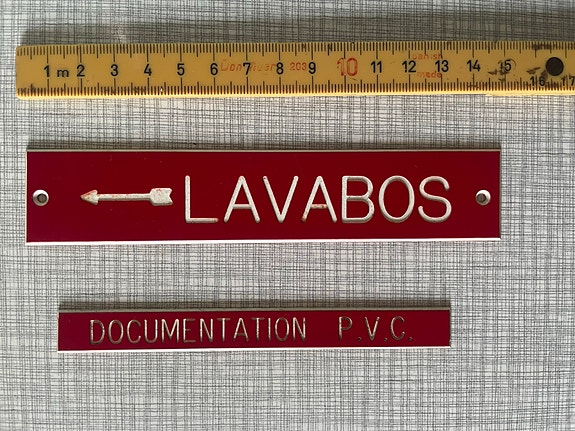 1 m 2 3 4 5 6 7 8 9 10 11 12 13 14 15 16 17
LAVABOS
DOCUMENTATION P.V.C.